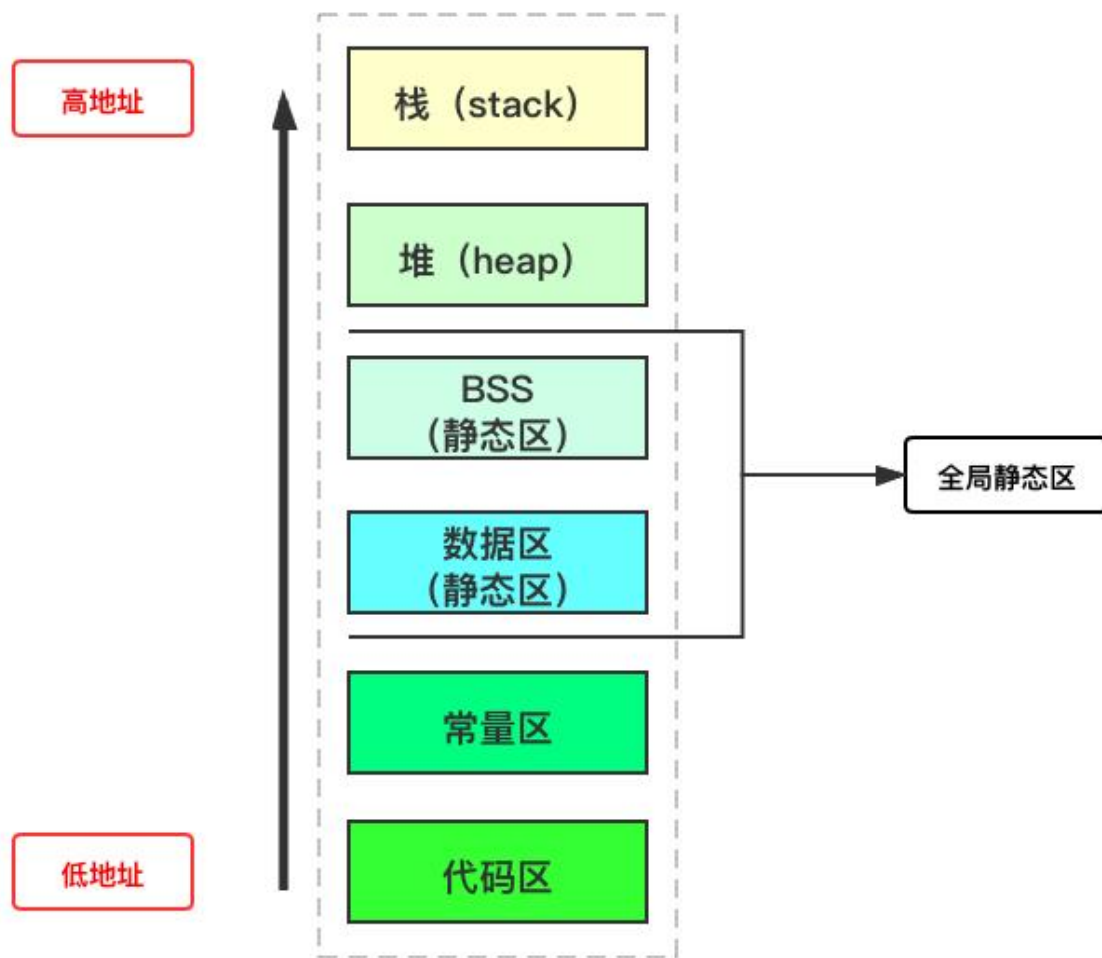 高地址
栈（stack）
堆（heap）
BSS
（静态区）
数据区
（静态区）
全局静态区
常量区
低地址
代码区